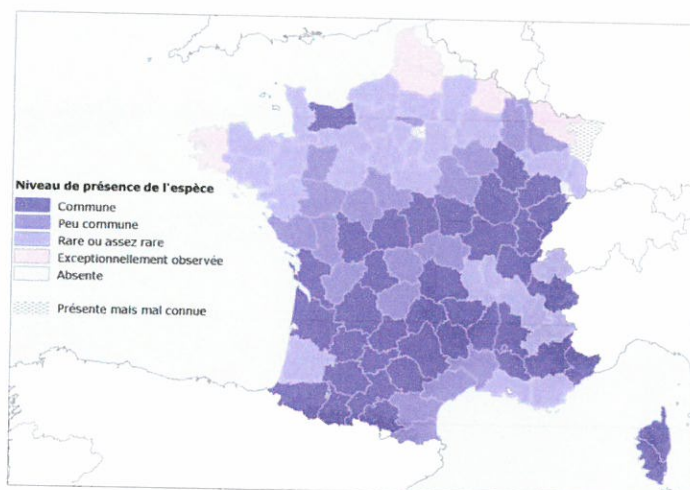 Niveau de présence de l'espèce
Commune
Peu commune
Rare ou assez rare
Exceptionnellement observée
Absente
Présente mais mal connue